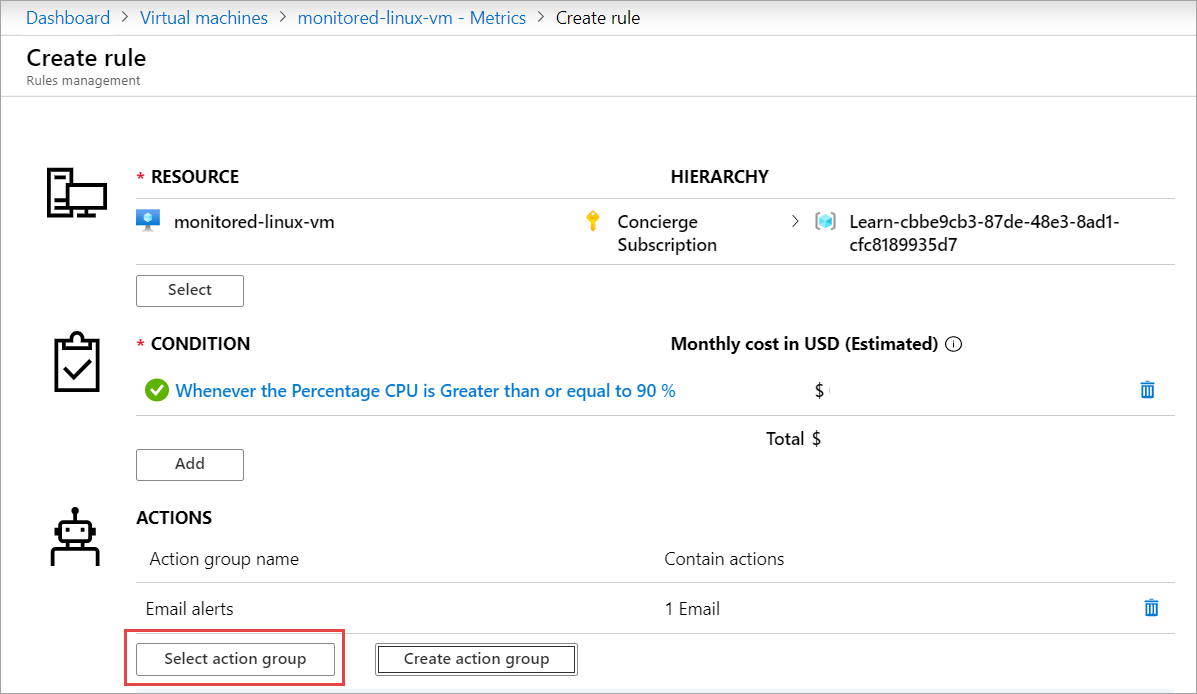 Dashboard > Virtual machines > monitored-linux-vm - Metrics > Create rule
Create rule
Rules management
* RESOURCE HIERARCHY
monitored-linux-vm Concierge Subscription > Learn-cbbe9cb3-87de-48e3-8ad1-cfc8189935d7
Select
* CONDITION Monthly cost in USD (Estimated)
Whenever the Percentage CPU is Greater than or equal to 90 % $
Total $
Add
ACTIONS
Action group name Contain actions
Email alerts 1 Email
Select action group Create action group